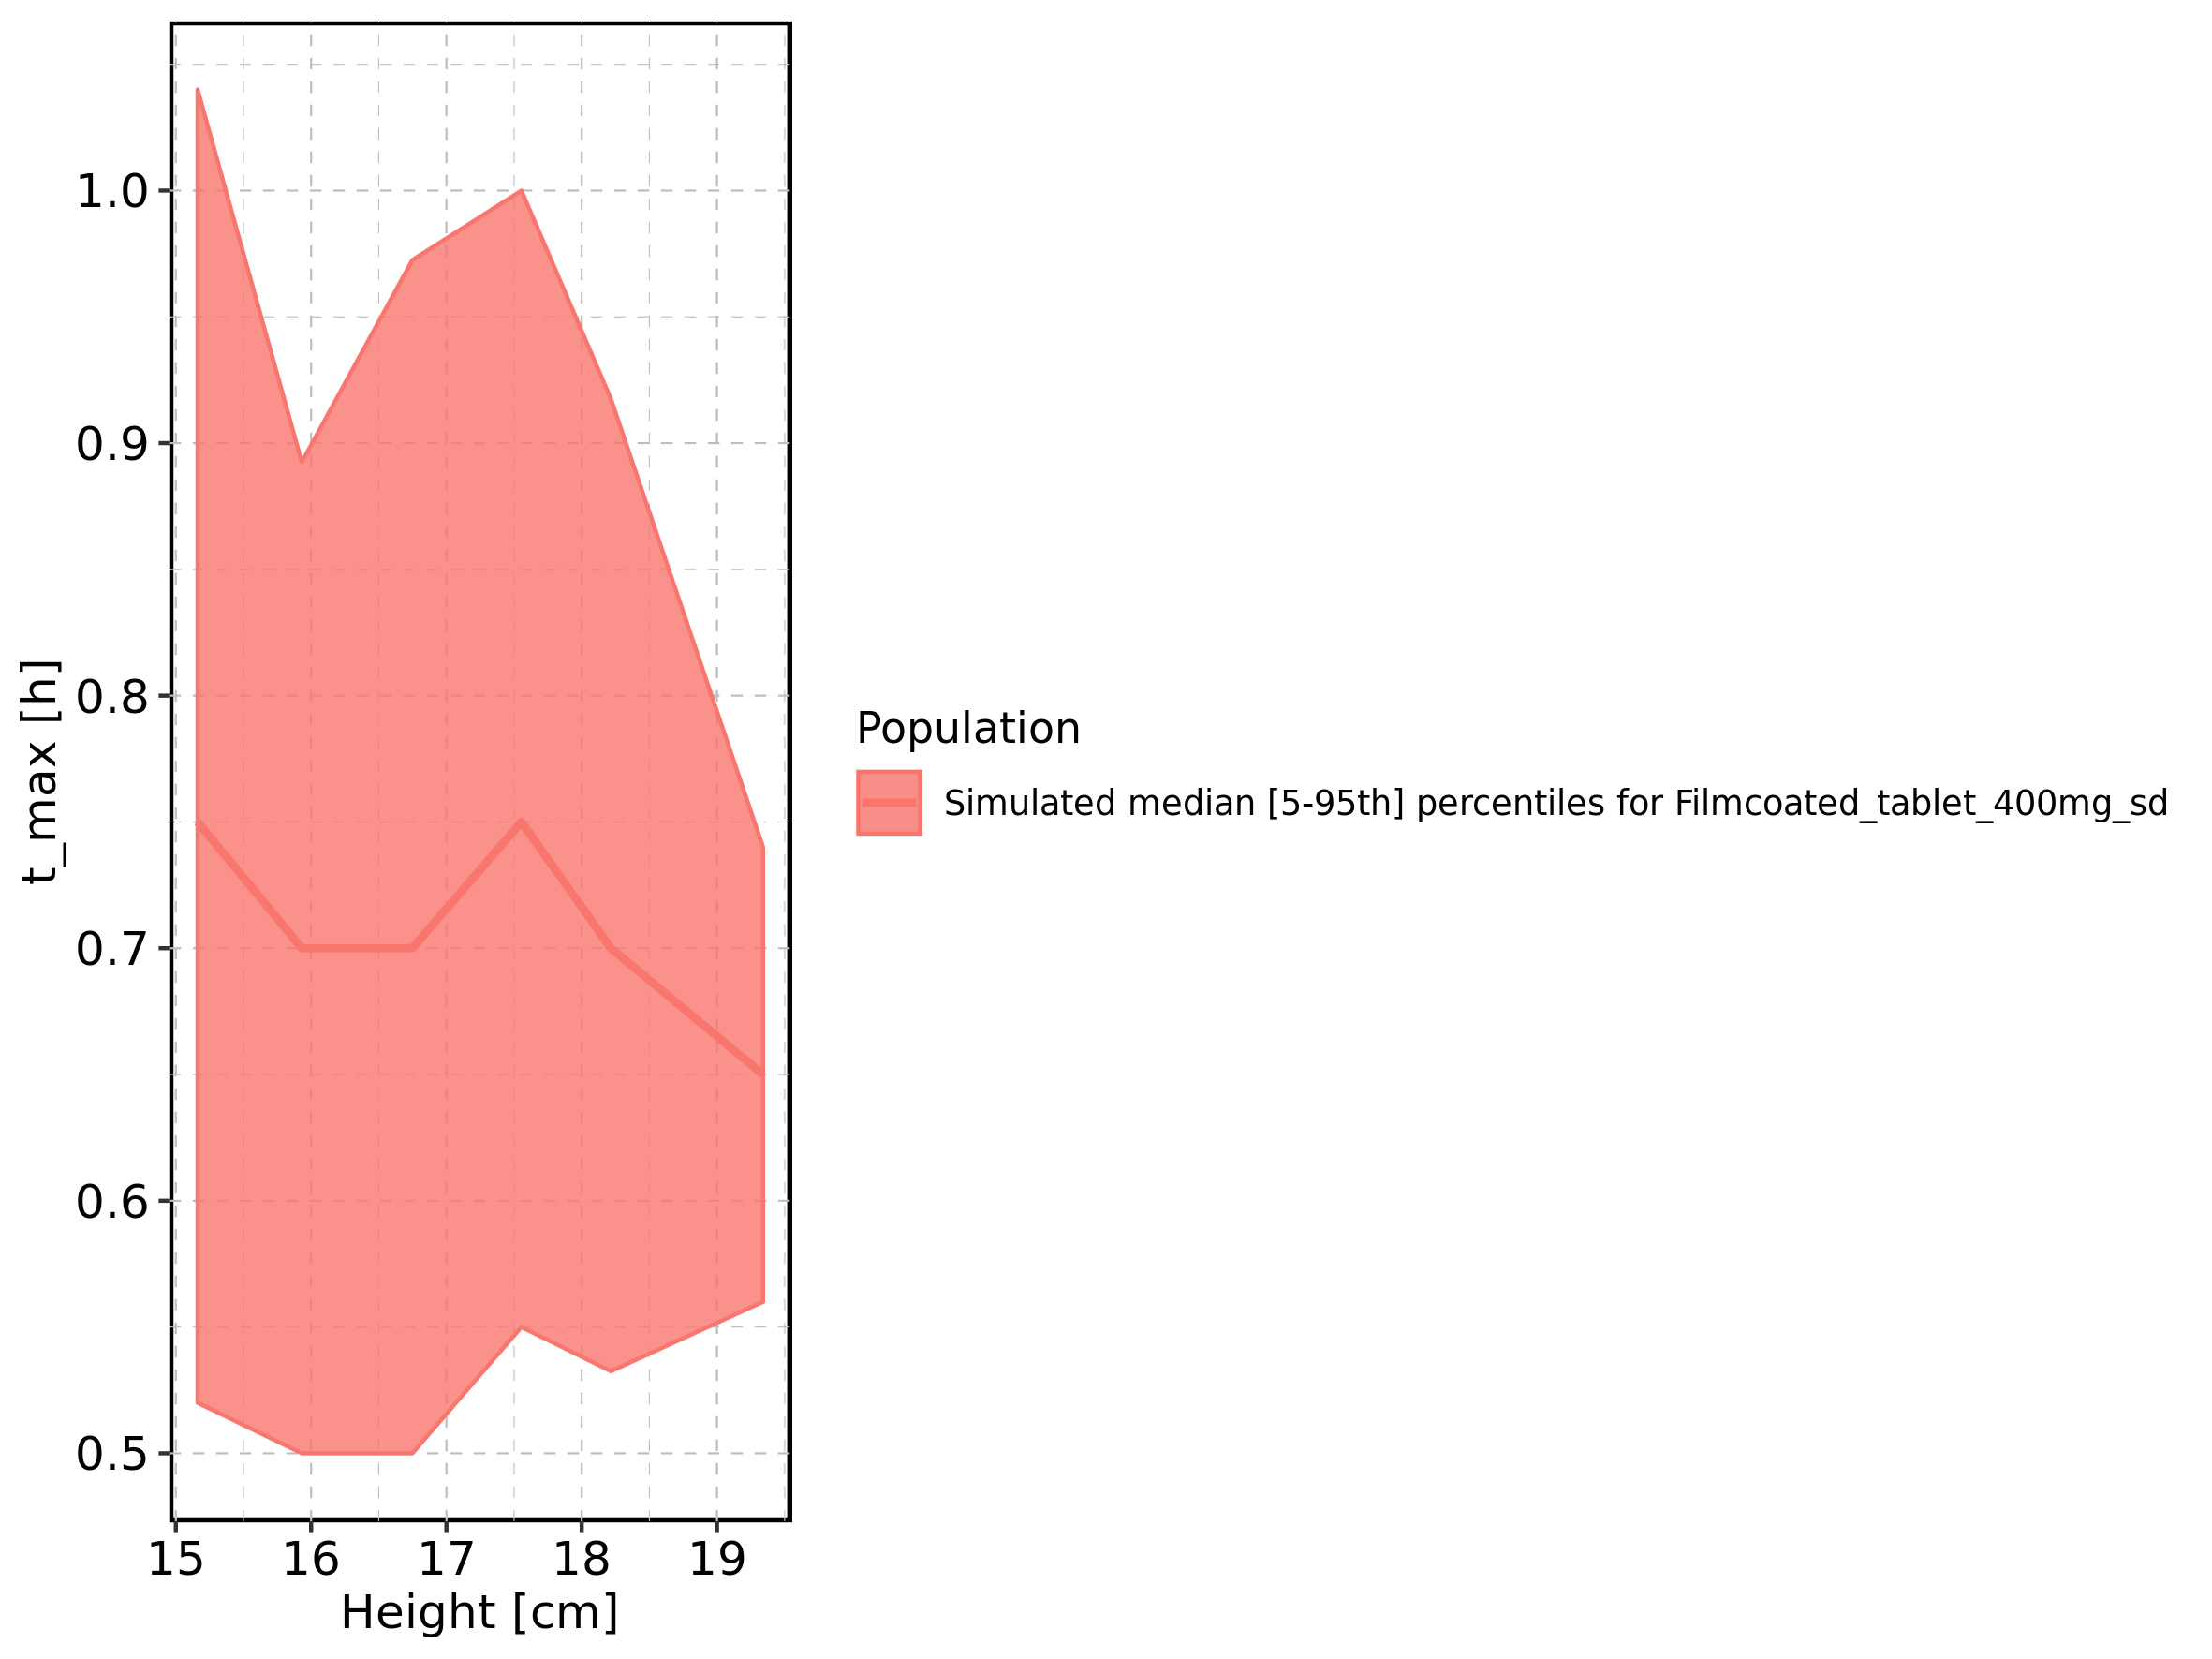 1.0
0.9
0.8
0.7
0.6
0.5
t_max [h]
15 16 17 18 19
Height [cm]
Population
Simulated median [5-95th] percentiles for Filmcoated_tablet_400mg_sd